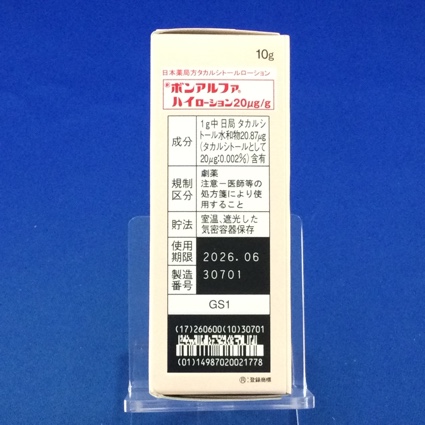 10g
日本薬局方タカルシトールローション
ボンアルファ®
ハイローション20μg/g
成分
1g中 日局 タカルシ
トール水和物20.87μg
(タカルシトールとして
20μg:0.002%)含有
規制
区分
劇薬
注意-医師等の
処方箋により使
用すること
貯法
室温、遮光した
気密容器保存
使用
期限
2026.06
製造
番号
30701
GS1
(17)260600(10)30701
(01)14987020021778
®:登録商標